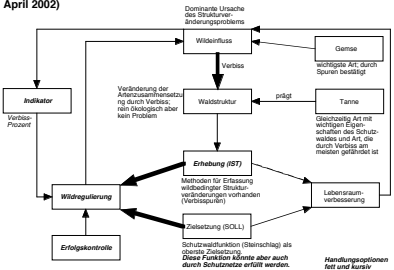 April 2002)
Dominante Ursache
des Strukturver-
änderungsproblems
Wildeinfluss
Gemse
wichtigste Art; durch
Spuren bestätigt
Verbiss
Veränderung der
Artenzusammensetzu
ng durch Verbiss;
rein ökologisch aber
kein Problem
Indikator
Verbiss-
Prozent
Waldstruktur
prägt
Tanne
Gleichzeitig Art mit
wichtigen Eigen-
schaften des Schutz-
waldes und Art, die
durch Verbiss am
meisten gefährdet ist
Erhebung (IST)
Methoden für Erfassung
wildbedingter Struktur-
veränderungen vorhanden
(Verbissspuren)
Wildregulierung
Lebensraum-
verbesserung
Zielsetzung (SOLL)
Schutzwaldfunktion (Steinschlag) als
oberste Zielsetzung.
Diese Funktion könnte aber auch
durch Schutznetze erfüllt werden.
Erfolgskontrolle
Handlungsoptionen
fett und kursiv